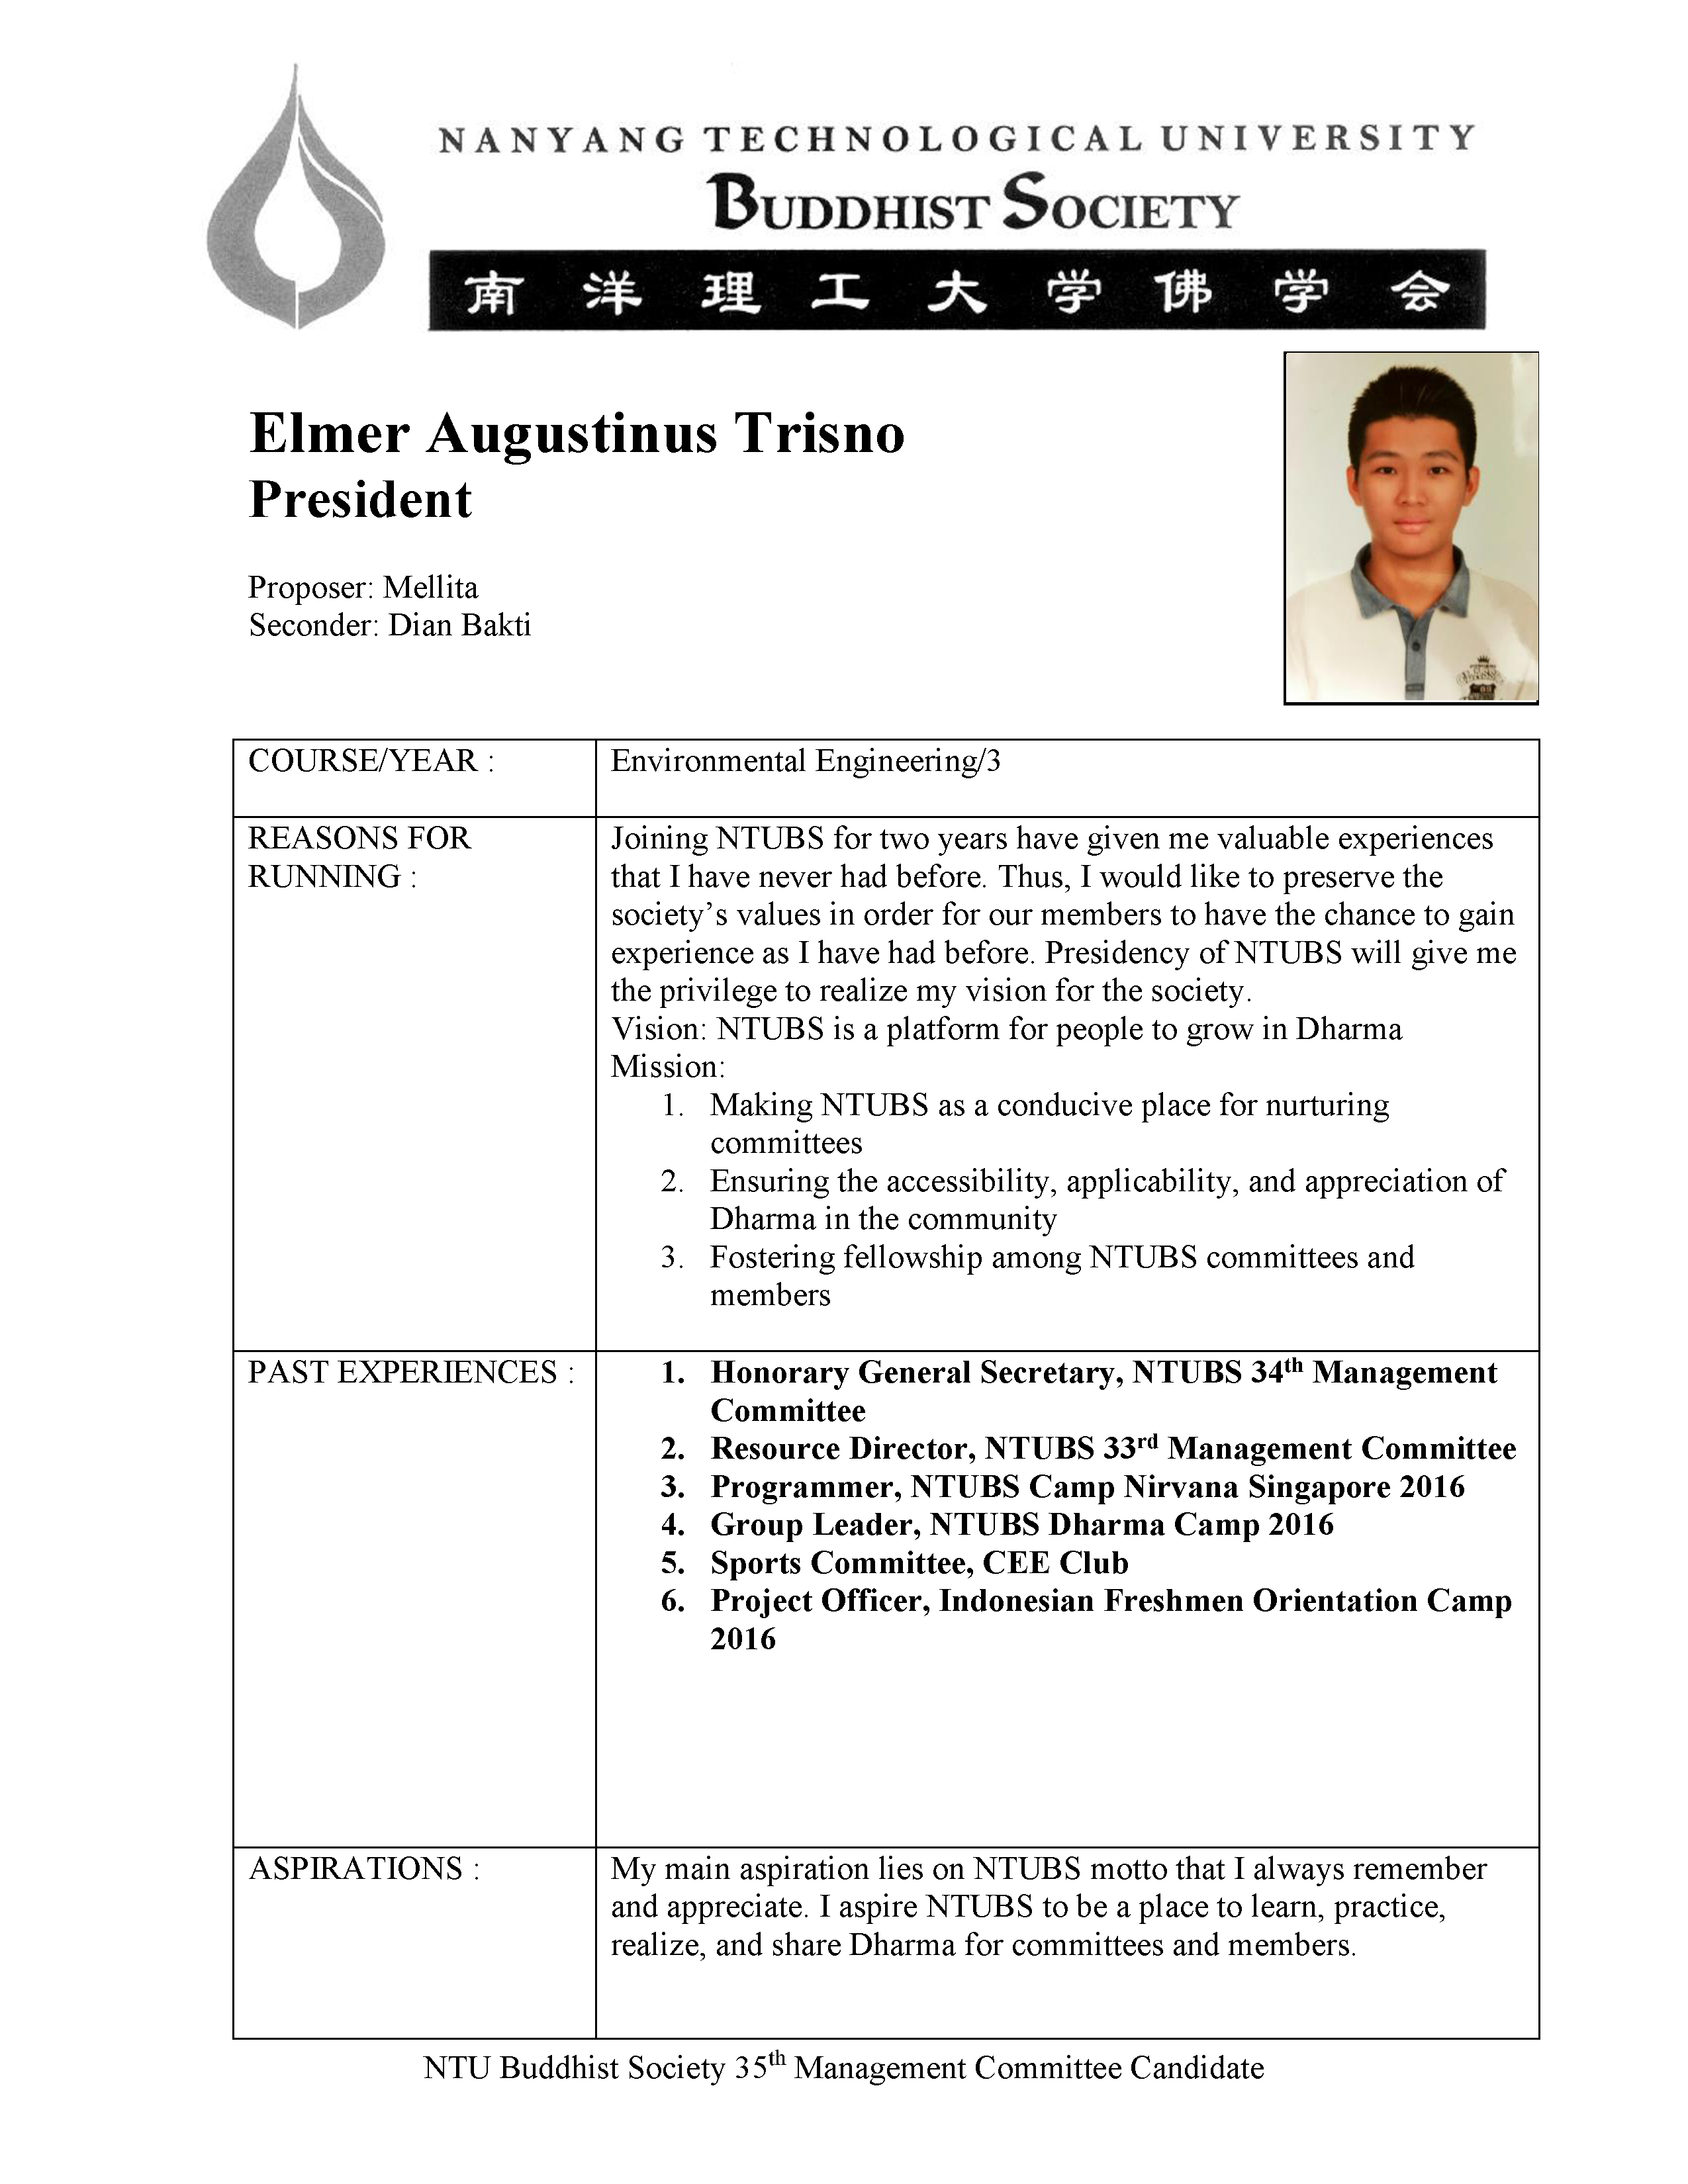 NANYANG TECHNOLOGICAL UNIVERSITY
BUDDHIST SOCIETY
南洋理工大学佛学会
Elmer Augustinus Trisno
President
Proposer: Mellita
Seconder: Dian Bakti
COURSE/YEAR :
Environmental Engineering/3
REASONS FOR
RUNNING :
Joining NTUBS for two years have given me valuable experiences
that I have never had before. Thus, I would like to preserve the
society’s values in order for our members to have the chance to gain
experience as I have had before. Presidency of NTUBS will give me
the privilege to realize my vision for the society.
Vision: NTUBS is a platform for people to grow in Dharma
Mission:
1. Making NTUBS as a conducive place for nurturing
committees
2. Ensuring the accessibility, applicability, and appreciation of
Dharma in the community
3. Fostering fellowship among NTUBS committees and
members
PAST EXPERIENCES :
1. Honorary General Secretary, NTUBS 34th Management
Committee
2. Resource Director, NTUBS 33rd Management Committee
3. Programmer, NTUBS Camp Nirvana Singapore 2016
4. Group Leader, NTUBS Dharma Camp 2016
5. Sports Committee, CEE Club
6. Project Officer, Indonesian Freshmen Orientation Camp
2016
ASPIRATIONS :
My main aspiration lies on NTUBS motto that I always remember
and appreciate. I aspire NTUBS to be a place to learn, practice,
realize, and share Dharma for committees and members.
NTU Buddhist Society 35th Management Committee Candidate